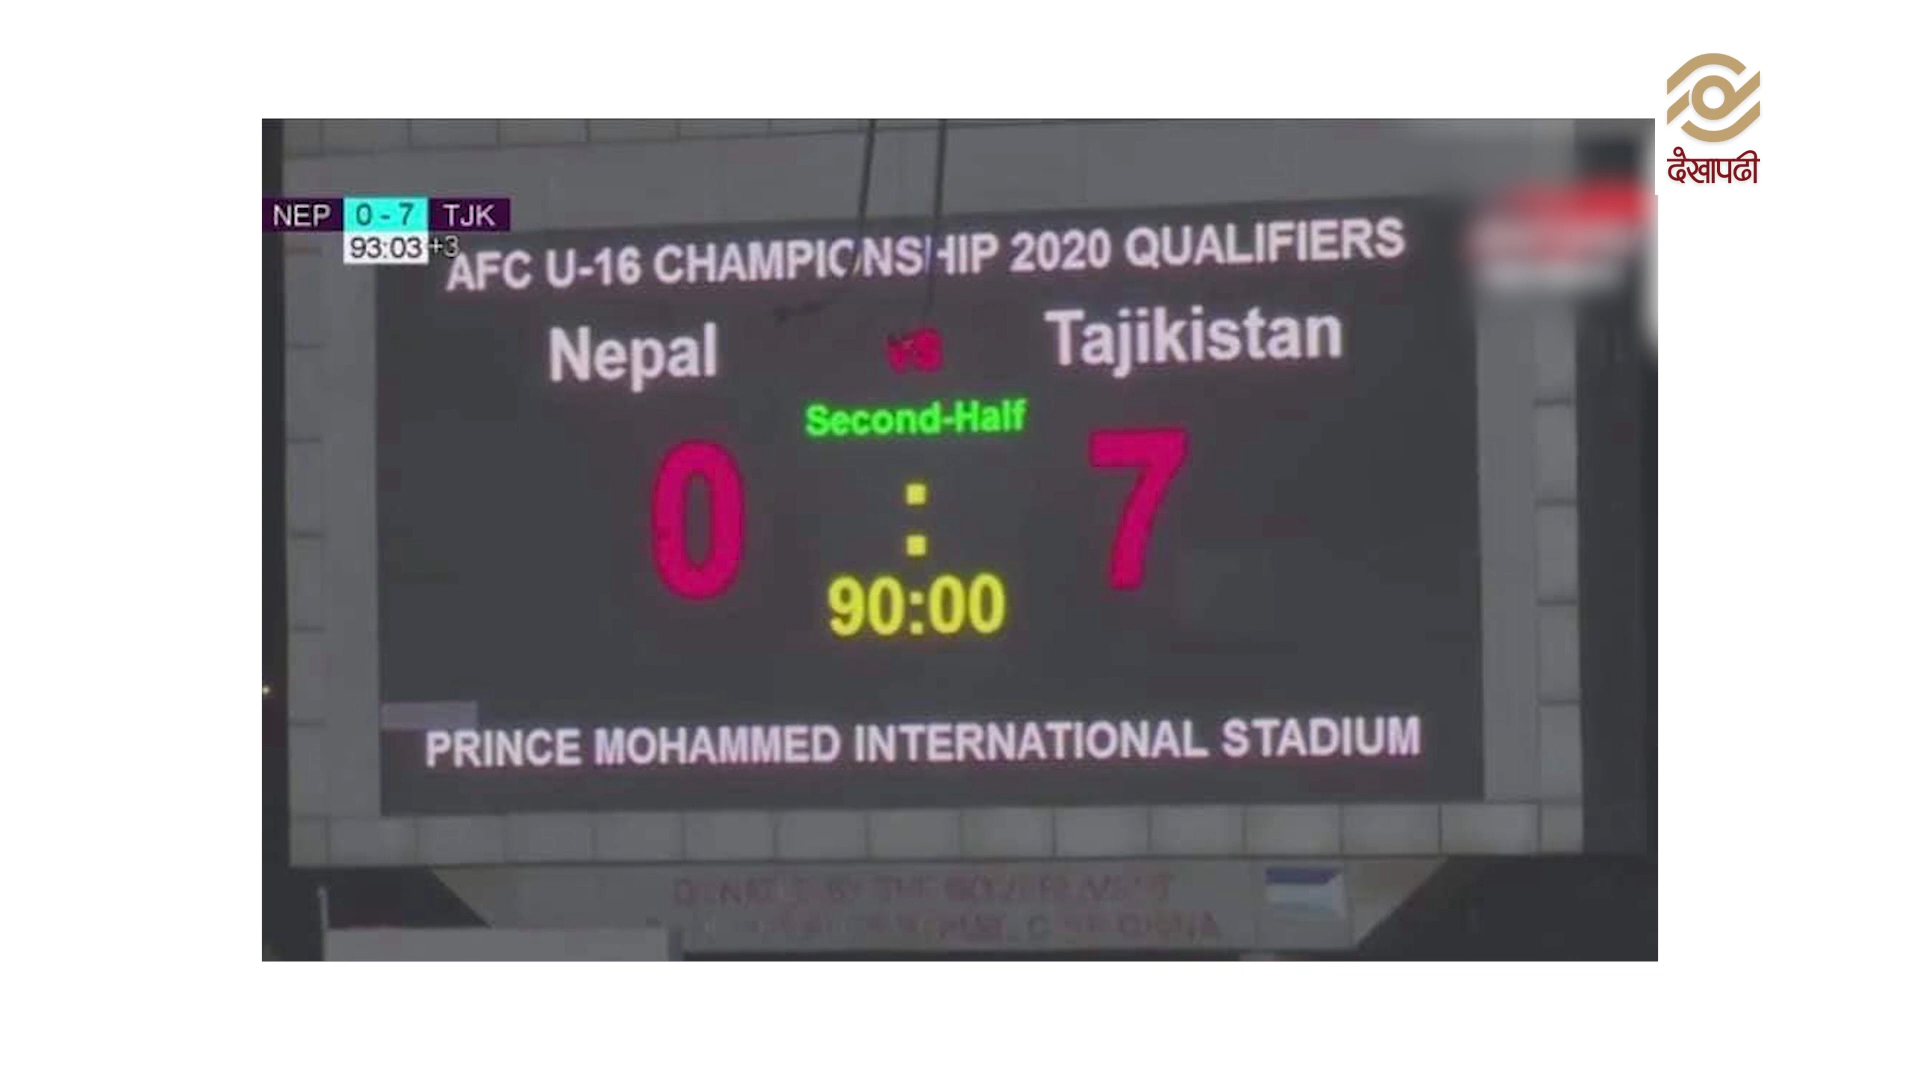 देखापढी
NEP 0 - 7 TJK
93:03 +3
AFC U-16 CHAMPIONSHIP 2020 QUALIFIERS
Nepal vs Tajikistan
Second-Half
0 : 7
90:00
PRINCE MOHAMMED INTERNATIONAL STADIUM